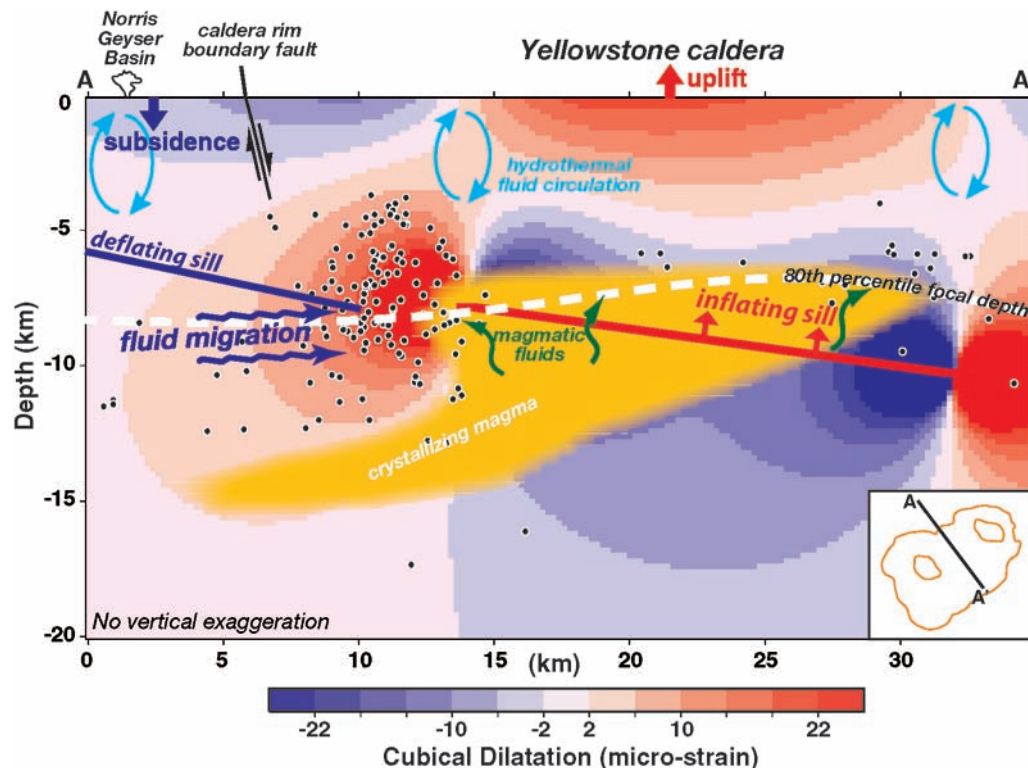 Norris
Geyser
Basin
caldera rim
boundary fault
Yellowstone caldera
A
uplift
A
0
subsidence
hydrothermal
fluid circulation
-5
deflating sill
80th percentile focal depth
inflating sill
fluid migration
magmatic
fluids
-10
Depth (km)
crystallizing magma
-15
A
A'
No vertical exaggeration
-20
0
5
10
15
(km)
20
25
30
-22
-10
-2
2
10
22
Cubical Dilatation (micro-strain)